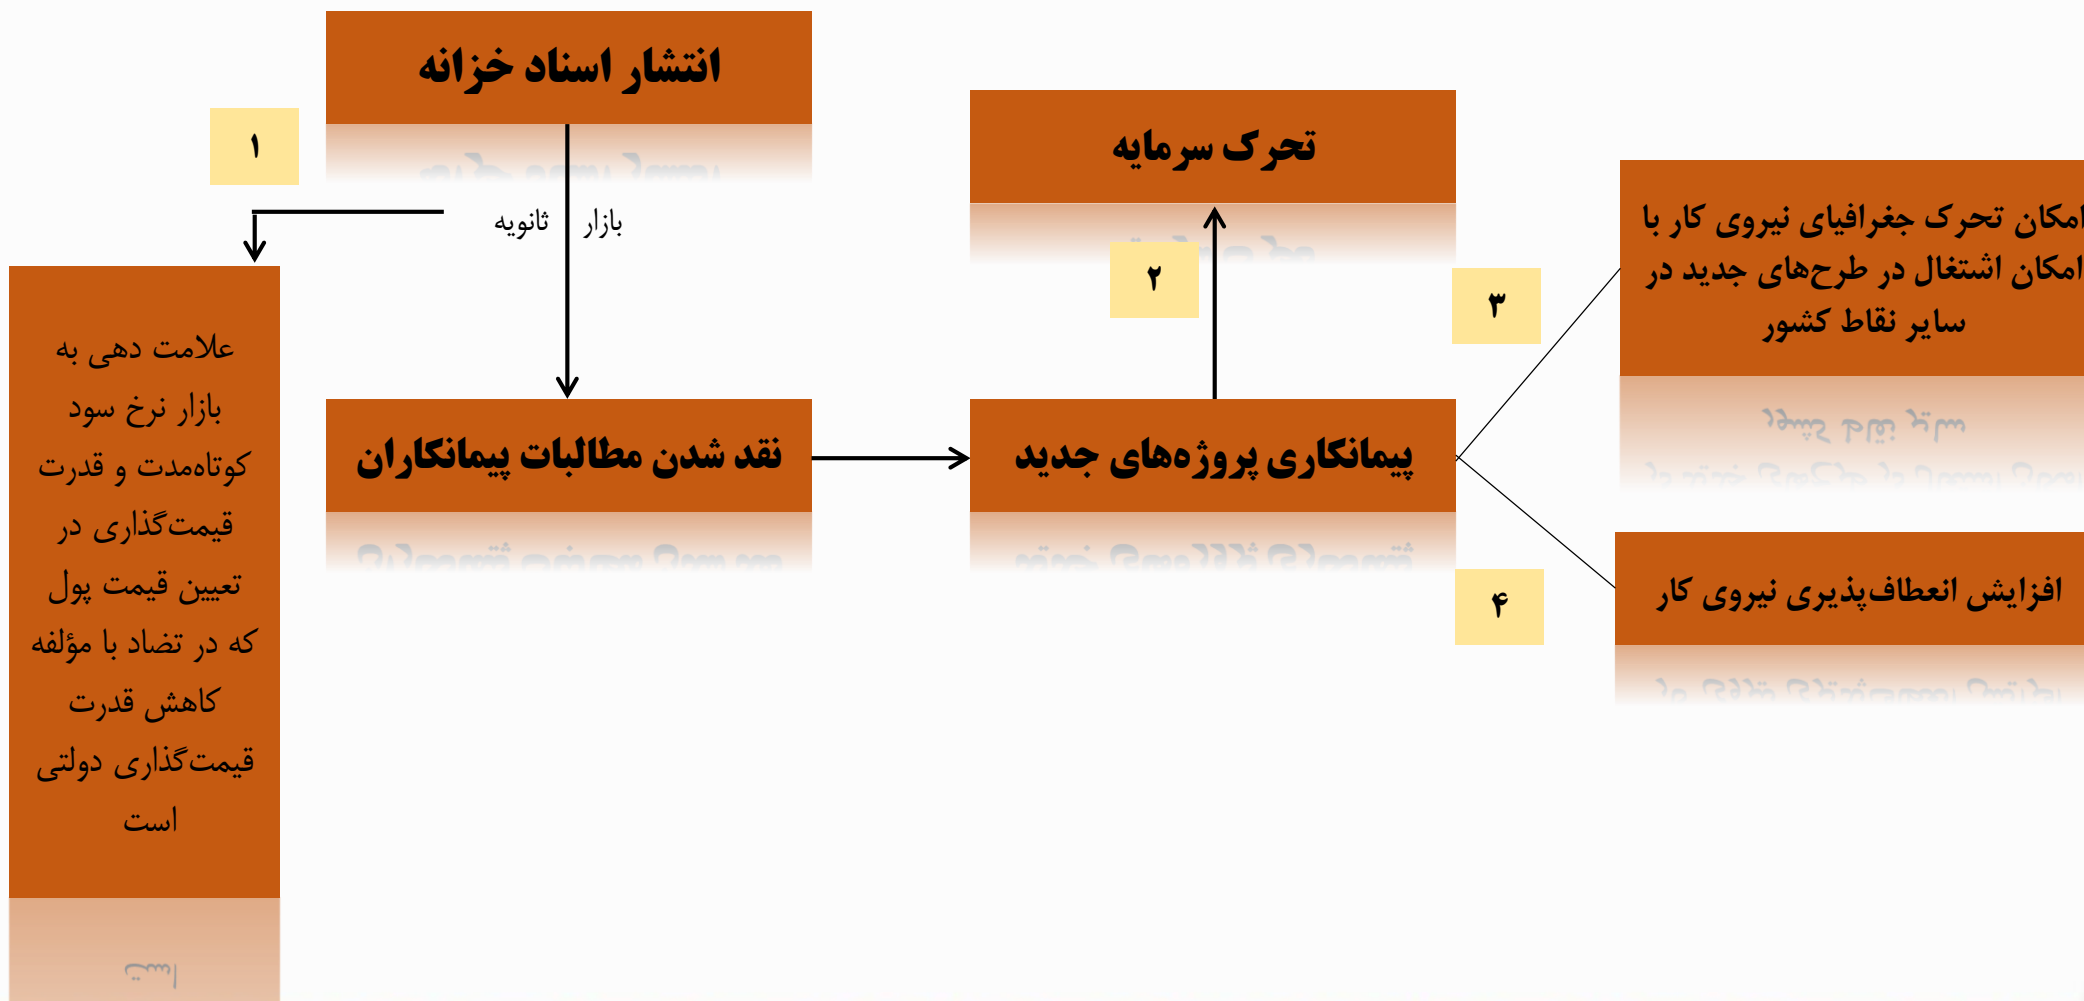 انتشار اسناد خزانه
۱
بازار ثانویه
علامت دهی به
بازار نرخ سود
کوتاه‌مدت و قدرت
قیمت‌گذاری در
تعیین قیمت پول
که در تضاد با مؤلفه
کاهش قدرت
قیمت‌گذاری دولتی
است
نقد شدن مطالبات پیمانکاران
پیمانکاری پروژه‌های جدید
تحرک سرمایه
۲
۳
امکان تحرک جغرافیای نیروی کار با
امکان اشتغال در طرح‌های جدید در
سایر نقاط کشور
۴
افزایش انعطاف‌پذیری نیروی کار